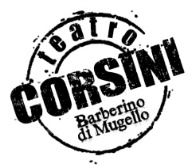 teatro
CORSINI
Barberino
di Mugello